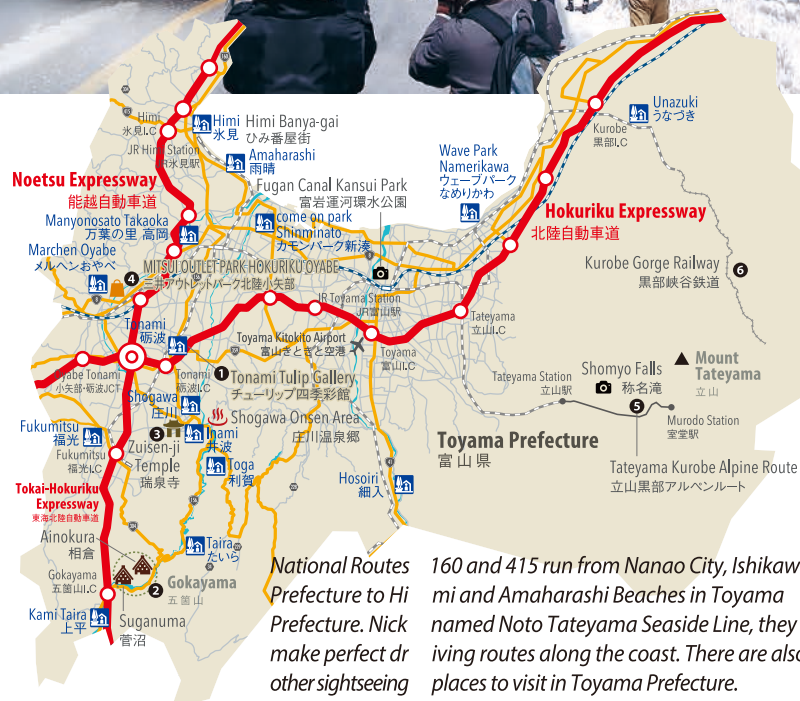 Himi
氷見I.C
JR Himi Station
JR氷見駅
Himi
氷見
Himi Banya-gai
ひみ番屋街
Amaharashi
雨晴
Noetsu Expressway
能越自動車道
Fugan Canal Kansui Park
富岩運河環水公園
Wave Park
Namerikawa
ウェーブパーク
なめりかわ
Unazuki
うなづき
Kurobe
黒部I.C
Manyonosato Takaoka
万葉の里 高岡
come on park
Shinminato
カモンパーク新湊
Hokuriku Expressway
北陸自動車道
Marchen Oyabe
メルヘンおやべ
4
MITSUI OUTLET PARK HOKURIKU OYABE
三井アウトレットパーク北陸小矢部
Kurobe Gorge Railway
黒部峡谷鉄道
6
JR Toyama Station
JR富山駅
Tonami
砺波
Toyama Kitokito Airport
富山きときと空港
Toyama
富山I.C
Tateyama
立山I.C
Oyabe Tonami
小矢部・砺波JCT
Tonami
砺波I.C
1
Tonami Tulip Gallery
チューリップ四季彩館
Tateyama Station
立山駅
Shomyo Falls
称名滝
Mount
Tateyama
立山
5
Murodo Station
室堂駅
Shogawa
庄川
Shogawa Onsen Area
庄川温泉郷
Fukumitsu
福光
3
Inami
井波
Zuisen-ji
Temple
瑞泉寺
Fukumitsu
福光I.C
Toga
利賀
Toyama Prefecture
富山県
Hosoiri
細入
Tateyama Kurobe Alpine Route
立山黒部アルペンルート
Tokai-Hokuriku
Expressway
東海北陸自動車道
Ainokura
相倉
Taira
たいら
Gokayama
五箇山I.C
2
Gokayama
五箇山
Kami Taira
上平
Suganuma
菅沼
National Routes 160 and 415 run from Nanao City, Ishikaw
Prefecture to Hi mi and Amaharashi Beaches in Toyama
Prefecture. Nick named Noto Tateyama Seaside Line, they
make perfect dr iving routes along the coast. There are also
other sightseeing places to visit in Toyama Prefecture.